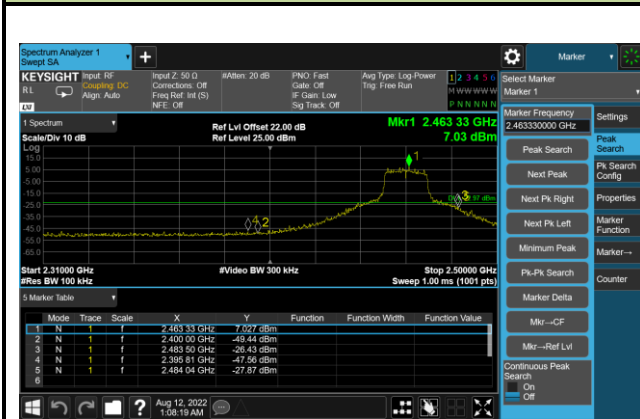 Spectrum Analyzer 1
Swept SA
+
Marker
KEYSIGHT
RL
Input: RF
Coupling: DC
Align: Auto
Input Z: 50 Ω
Corrections: Off
Freq Ref: Int (S)
NFE: Off
#Atten: 20 dB
PNO: Fast
Gate: Off
IF Gain: Low
Sig Track: Off
Avg Type: Log-Power
Trig: Free Run
1 2 3 4 5 6
M W W W W W
P N N N N N
Select Marker
Marker 1
1 Spectrum
Scale/Div 10 dB
Ref Lvl Offset 22.00 dB
Ref Level 25.00 dBm
Mkr1 2.463 33 GHz
7.03 dBm
Log
15.0
5.00
-5.00
-15.0
-25.0
-35.0
-45.0
-55.0
-65.0
1
2
3
4
Start 2.31000 GHz
#Res BW 100 kHz
#Video BW 300 kHz
Stop 2.50000 GHz
Sweep 1.00 ms (1001 pts)
5 Marker Table
Mode Trace Scale X Y Function Function Width Function Value
1 N 1 f 2.463 33 GHz 7.027 dBm
2 N 1 f 2.400 00 GHz -49.44 dBm
3 N 1 f 2.483 50 GHz -26.43 dBm
4 N 1 f 2.395 81 GHz -47.56 dBm
5 N 1 f 2.484 04 GHz -27.87 dBm
6
Marker Frequency
2.463330000 GHz
Peak Search
Next Peak
Next Pk Right
Next Pk Left
Minimum Peak
Pk-Pk Search
Marker Delta
Mkr→CF
Mkr→Ref Lvl
Continuous Peak
Search
On
Off
Settings
Peak
Search
Pk Search
Config
Properties
Marker
Function
Marker→
Counter
?
Aug 12, 2022
1:08:19 AM